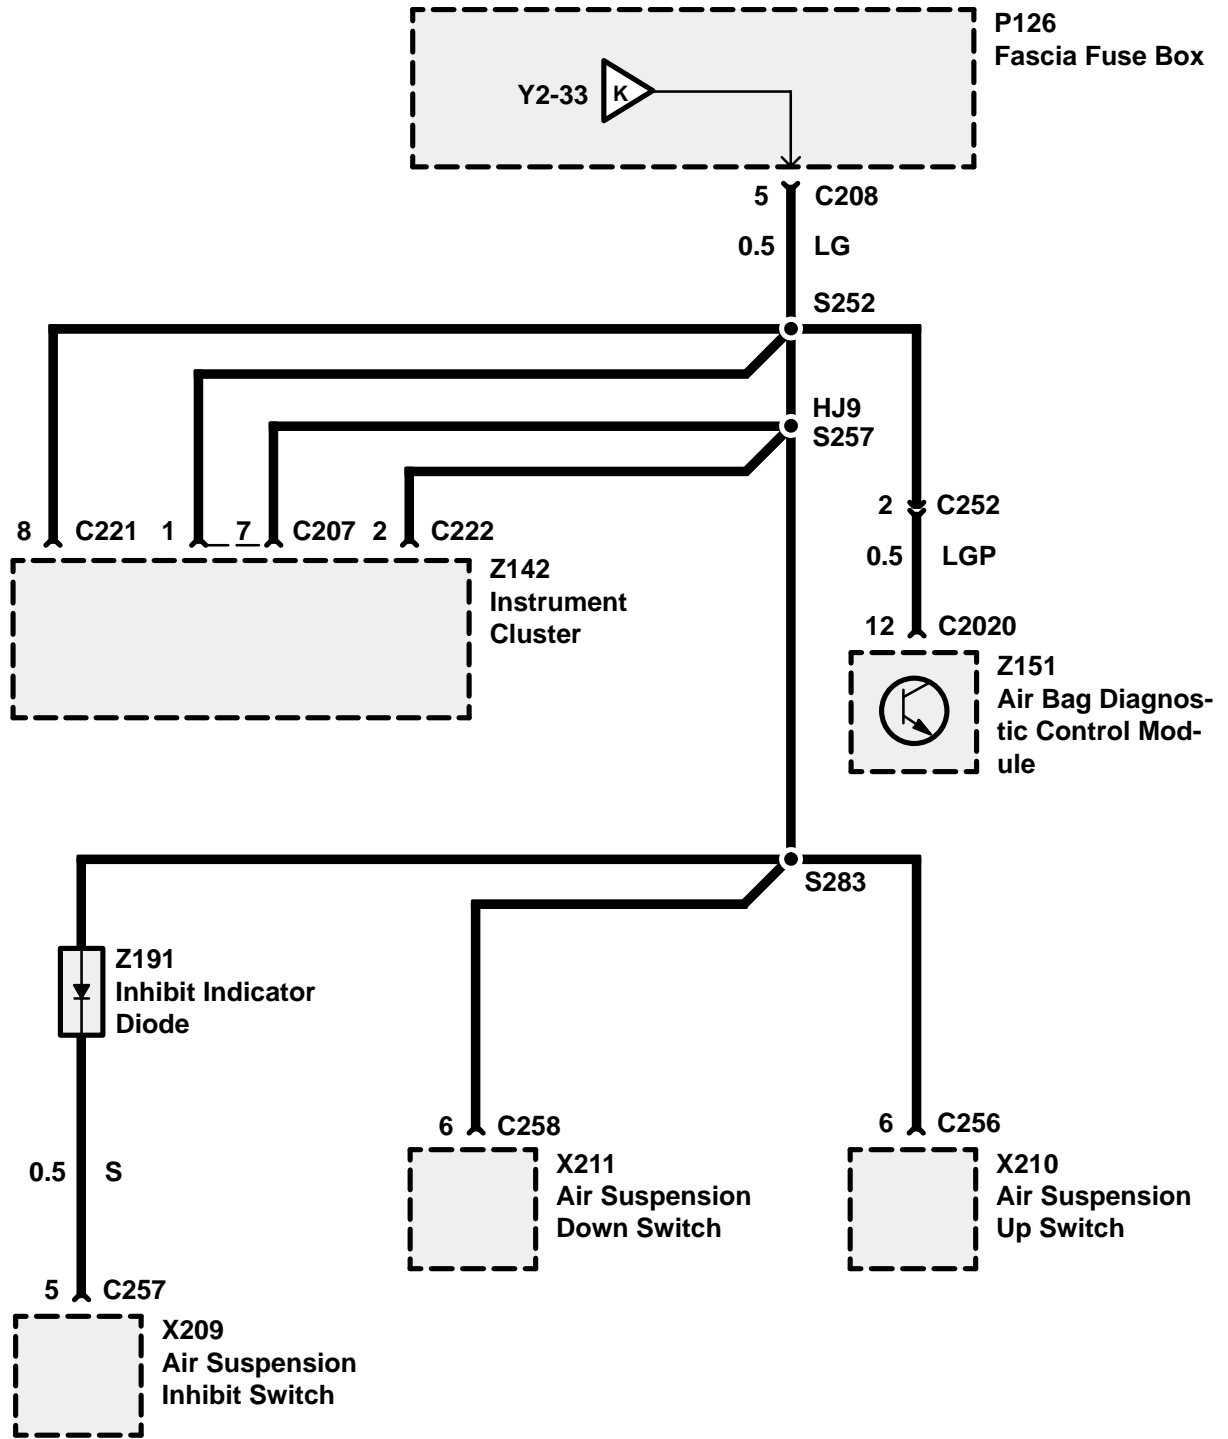 P126
Fascia Fuse Box
Y2-33
K
5 C208
0.5 LG
S252
HJ9
S257
8 C221 1 7 C207 2 C222
2 C252
0.5 LGP
Z142
Instrument
Cluster
12 C2020
Z151
Air Bag Diagnos-
tic Control Mod-
ule
S283
Z191
Inhibit Indicator
Diode
6 C258
6 C256
0.5 S
X211
Air Suspension
Down Switch
X210
Air Suspension
Up Switch
5 C257
X209
Air Suspension
Inhibit Switch